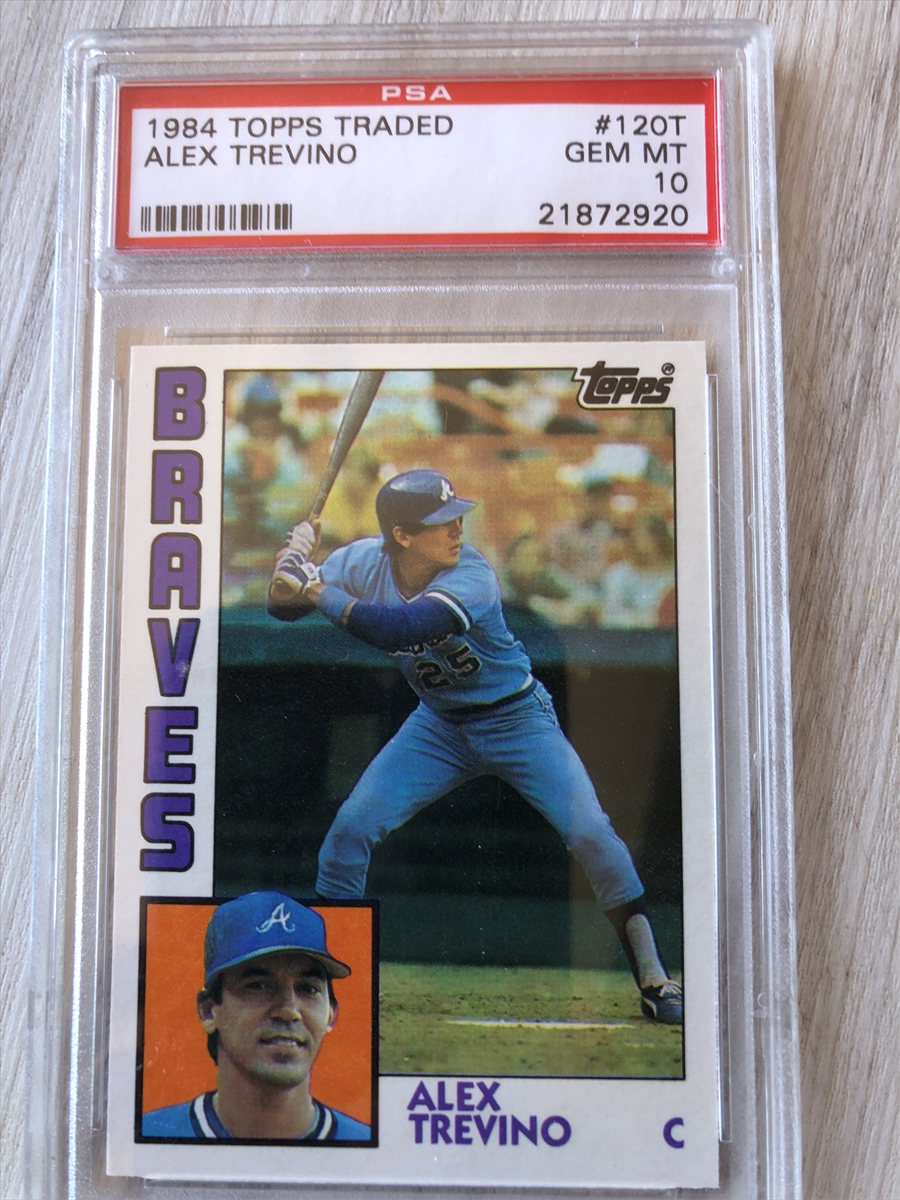 PSA
1984 TOPPS TRADED #120T
ALEX TREVINO GEM MT
10
21872920
BRAVES
Topps®
A
25
A
ALEX
TREVINO C